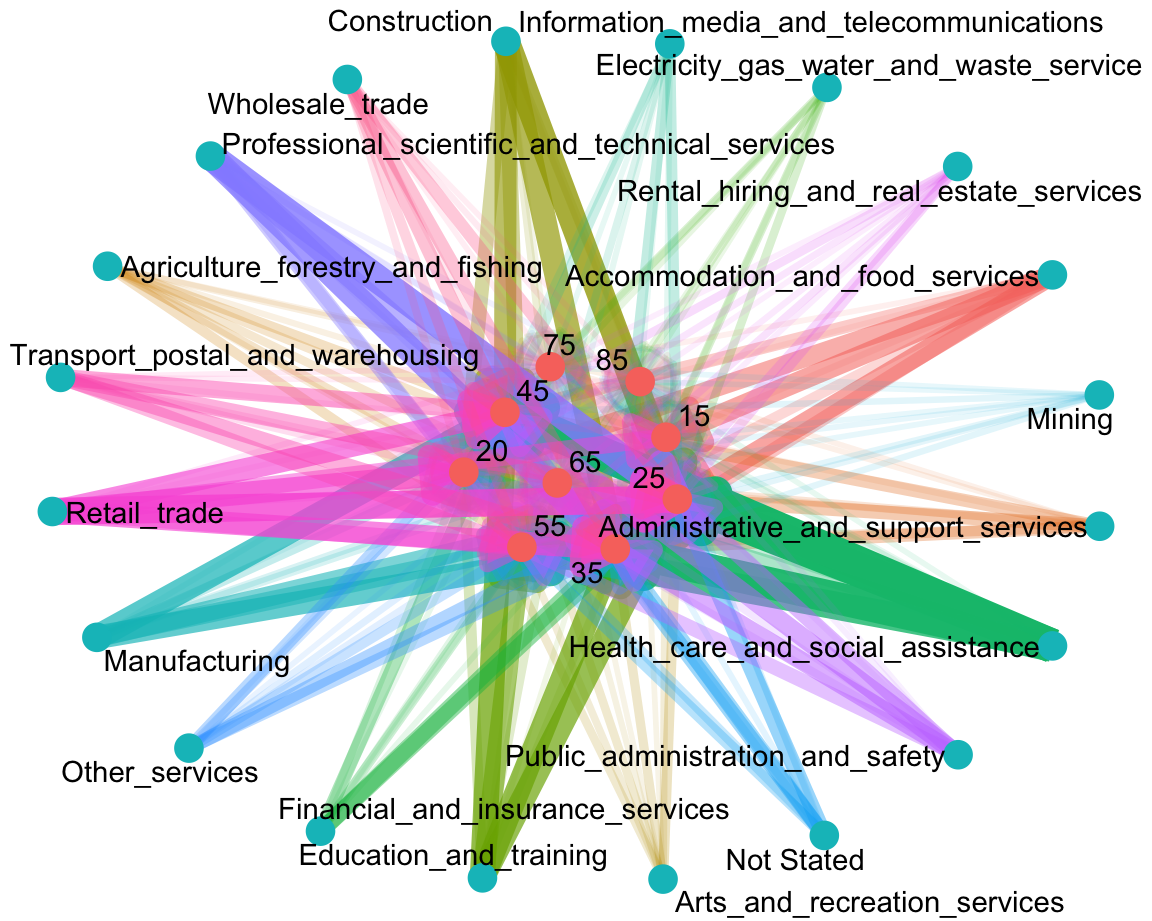 Construction
Information_media_and_telecommunications
Electricity_gas_water_and_waste_service
Wholesale_trade
Professional_scientific_and_technical_services
Rental_hiring_and_real_estate_services
Agriculture_forestry_and_fishing
Accommodation_and_food_services
75
85
Transport_postal_and_warehousing
45
15
Mining
20
65
25
Retail_trade
55
Administrative_and_support_services
35
Health_care_and_social_assistance
Manufacturing
Public_administration_and_safety
Other_services
Financial_and_insurance_services
Education_and_training
Not Stated
Arts_and_recreation_services